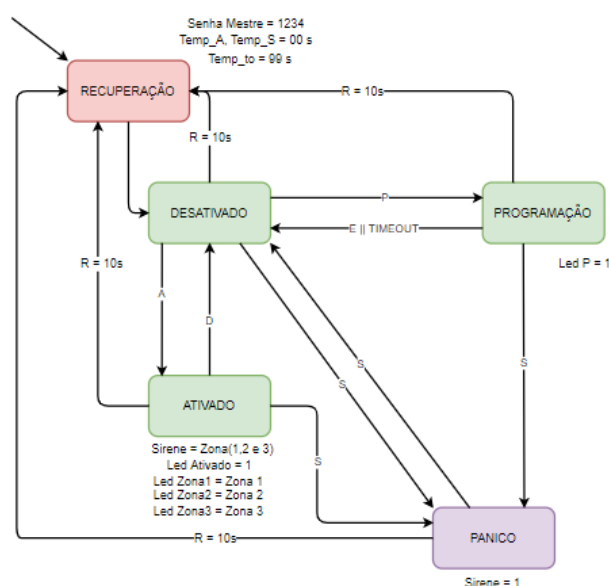 Senha Mestre = 1234
Temp_A, Temp_S = 00 s
Temp_to = 99 s
RECUPERAÇÃO
R = 10s
R = 10s
DESATIVADO
P
PROGRAMAÇÃO
E || TIMEOUT
Led P = 1
R = 10s
A
D
S
S
S
ATIVADO
Sirene = Zona(1,2 e 3)
Led Ativado = 1
Led Zona1 = Zona 1
Led Zona2 = Zona 2
Led Zona3 = Zona 3
S
R = 10s
PANICO
Sirene = 1